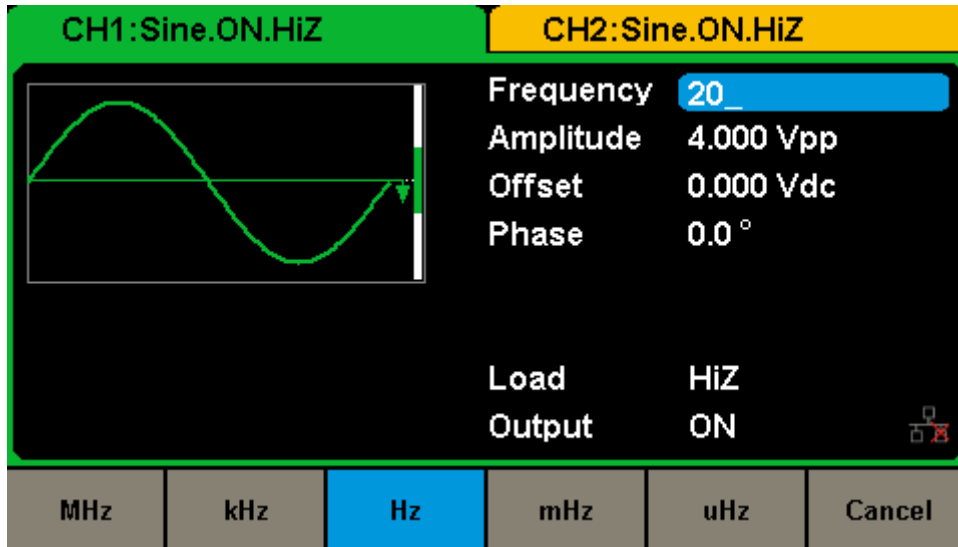 CH1:Sine.ON.HiZ
CH2:Sine.ON.HiZ
Frequency 20_
Amplitude 4.000 Vpp
Offset 0.000 Vdc
Phase 0.0 °
Load HiZ
Output ON
MHz kHz Hz mHz uHz Cancel